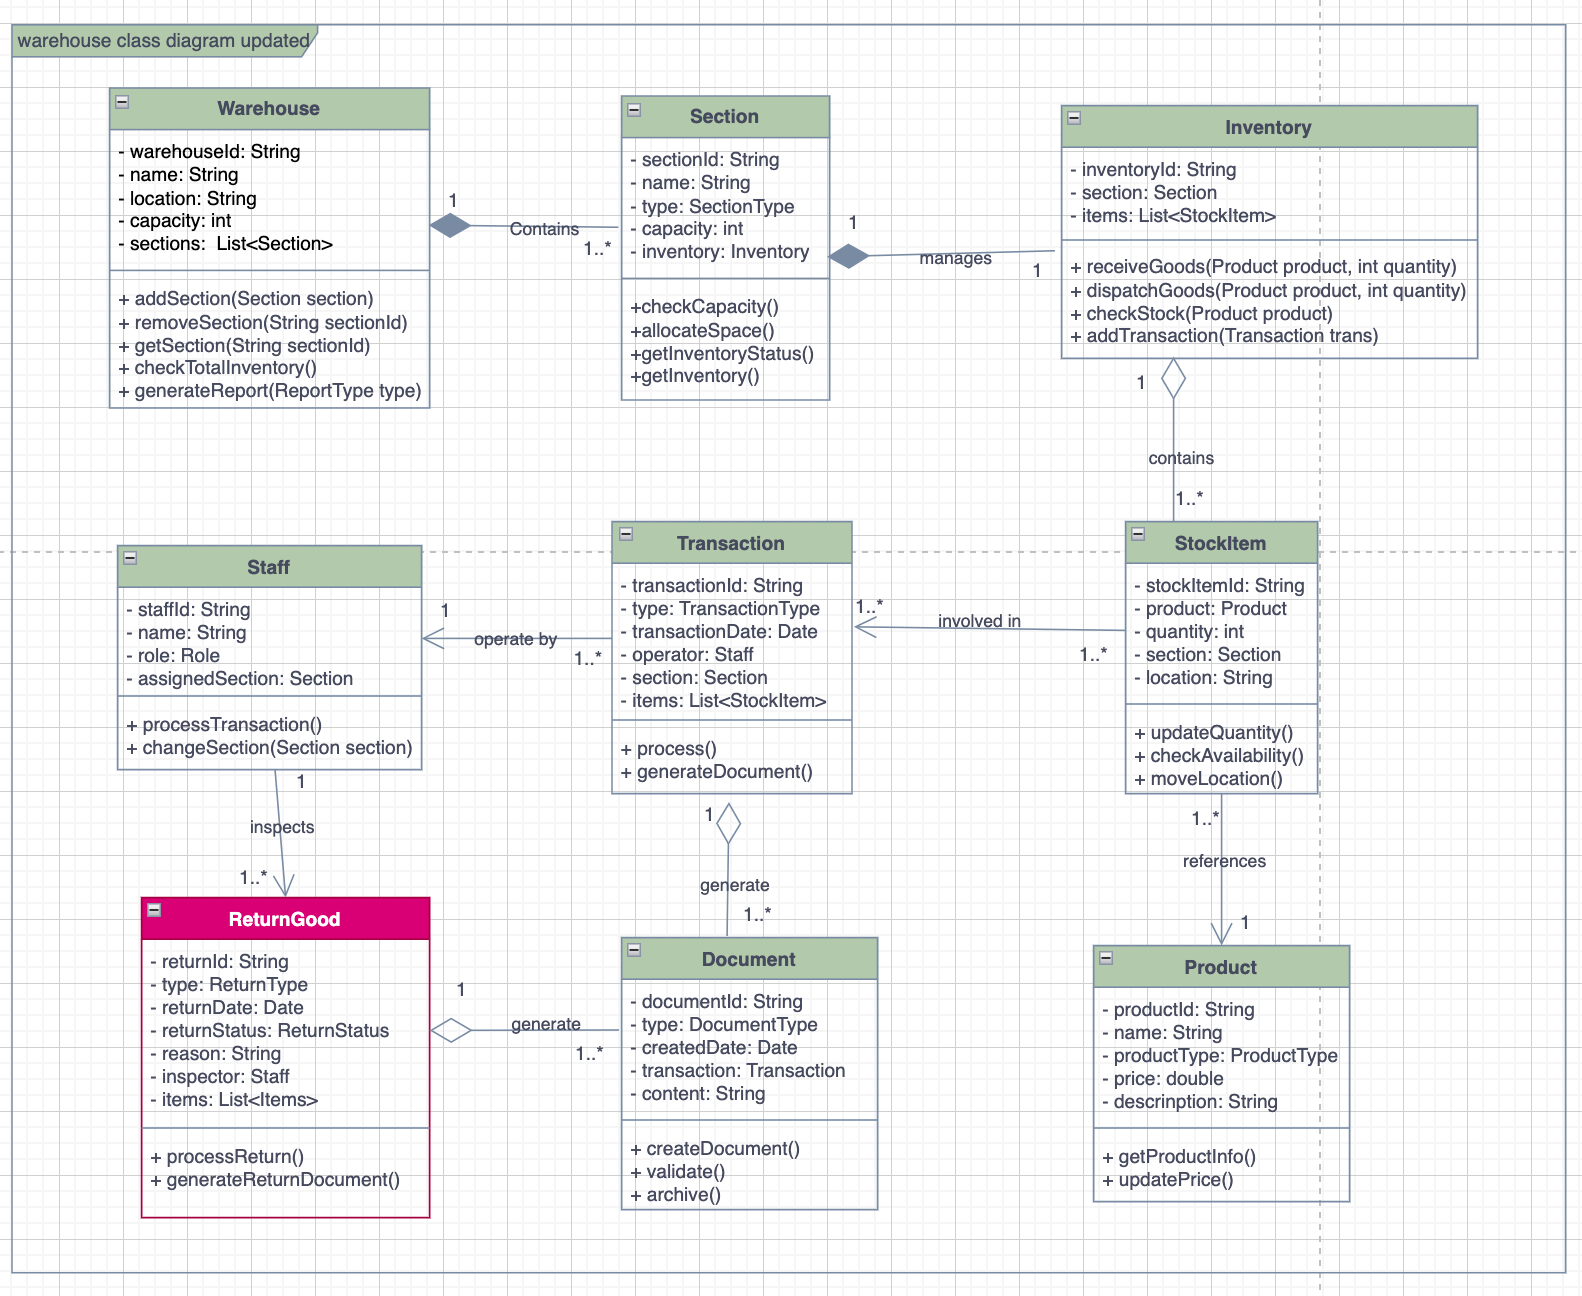 warehouse class diagram updated
Warehouse
- warehouseId: String
- name: String
- location: String
- capacity: int
- sections:  List<Section>
+ addSection(Section section)
+ removeSection(String sectionId)
+ getSection(String sectionId)
+ checkTotalInventory()
+ generateReport(ReportType type)
1
Contains
1..*
Section
- sectionId: String
- name: String
- type: SectionType
- capacity: int
- inventory: Inventory
+checkCapacity()
+allocateSpace()
+getInventoryStatus()
+getInventory()
1
manages
1
Inventory
- inventoryId: String
- section: Section
- items: List<StockItem>
+ receiveGoods(Product product, int quantity)
+ dispatchGoods(Product product, int quantity)
+ checkStock(Product product)
+ addTransaction(Transaction trans)
1
contains
1..*
Staff
- staffId: String
- name: String
- role: Role
- assignedSection: Section
+ processTransaction()
+ changeSection(Section section)
1
operate by
1..*
Transaction
- transactionId: String
- type: TransactionType
- transactionDate: Date
- operator: Staff
- section: Section
- items: List<StockItem>
+ process()
+ generateDocument()
1..*
involved in
1..*
StockItem
- stockItemId: String
- product: Product
- quantity: int
- section: Section
- location: String
+ updateQuantity()
+ checkAvailability()
+ moveLocation()
1
inspects
1..*
1
generate
1..*
1..*
references
1
ReturnGood
- returnId: String
- type: ReturnType
- returnDate: Date
- returnStatus: ReturnStatus
- reason: String
- inspector: Staff
- items: List<Items>
+ processReturn()
+ generateReturnDocument()
1
generate
1..*
Document
- documentId: String
- type: DocumentType
- createdDate: Date
- transaction: Transaction
- content: String
+ createDocument()
+ validate()
+ archive()
Product
- productId: String
- name: String
- productType: ProductType
- price: double
- descrinption: String
+ getProductInfo()
+ updatePrice()